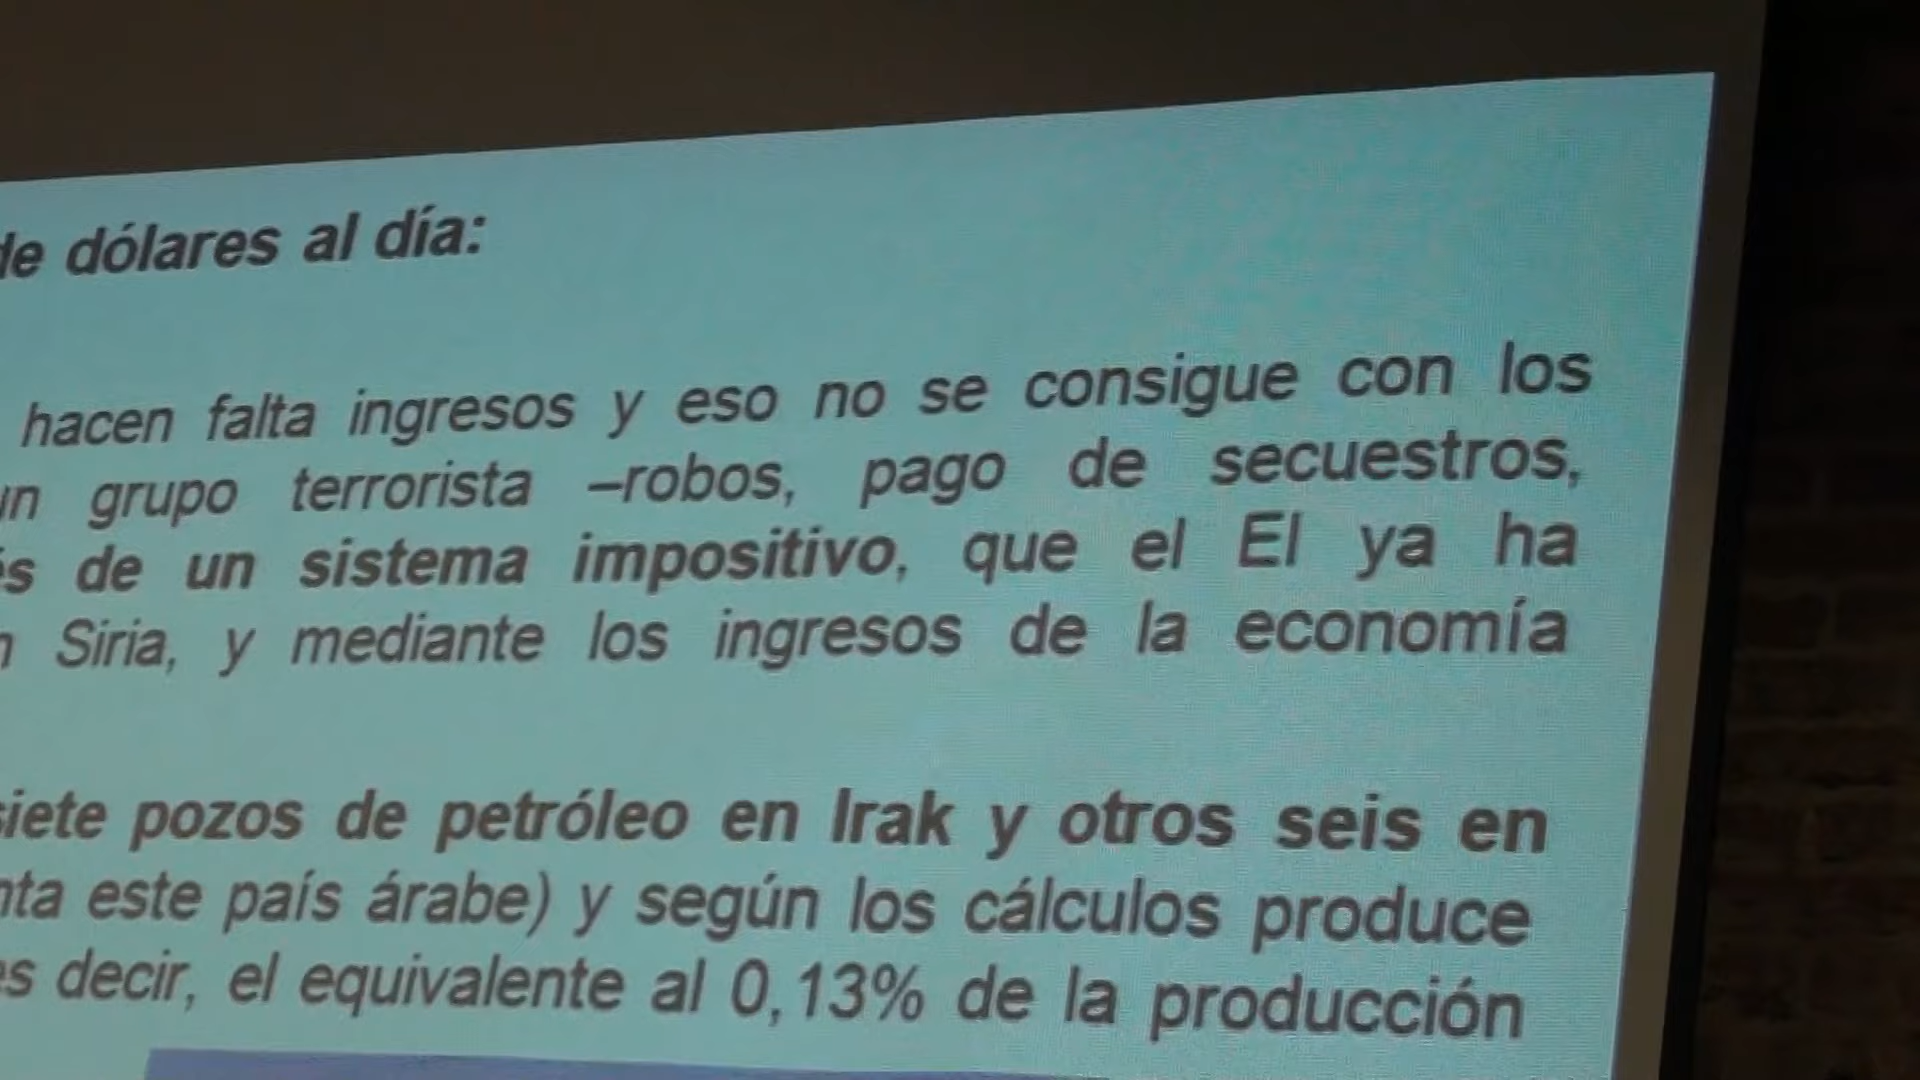 de dólares al día:
hacen falta ingresos y eso no se consigue con los
un grupo terrorista –robos, pago de secuestros,
de un sistema impositivo, que el EI ya ha
Siria, y mediante los ingresos de la economía
siete pozos de petróleo en Irak y otros seis en
este país árabe) y según los cálculos produce
es decir, el equivalente al 0,13% de la producción